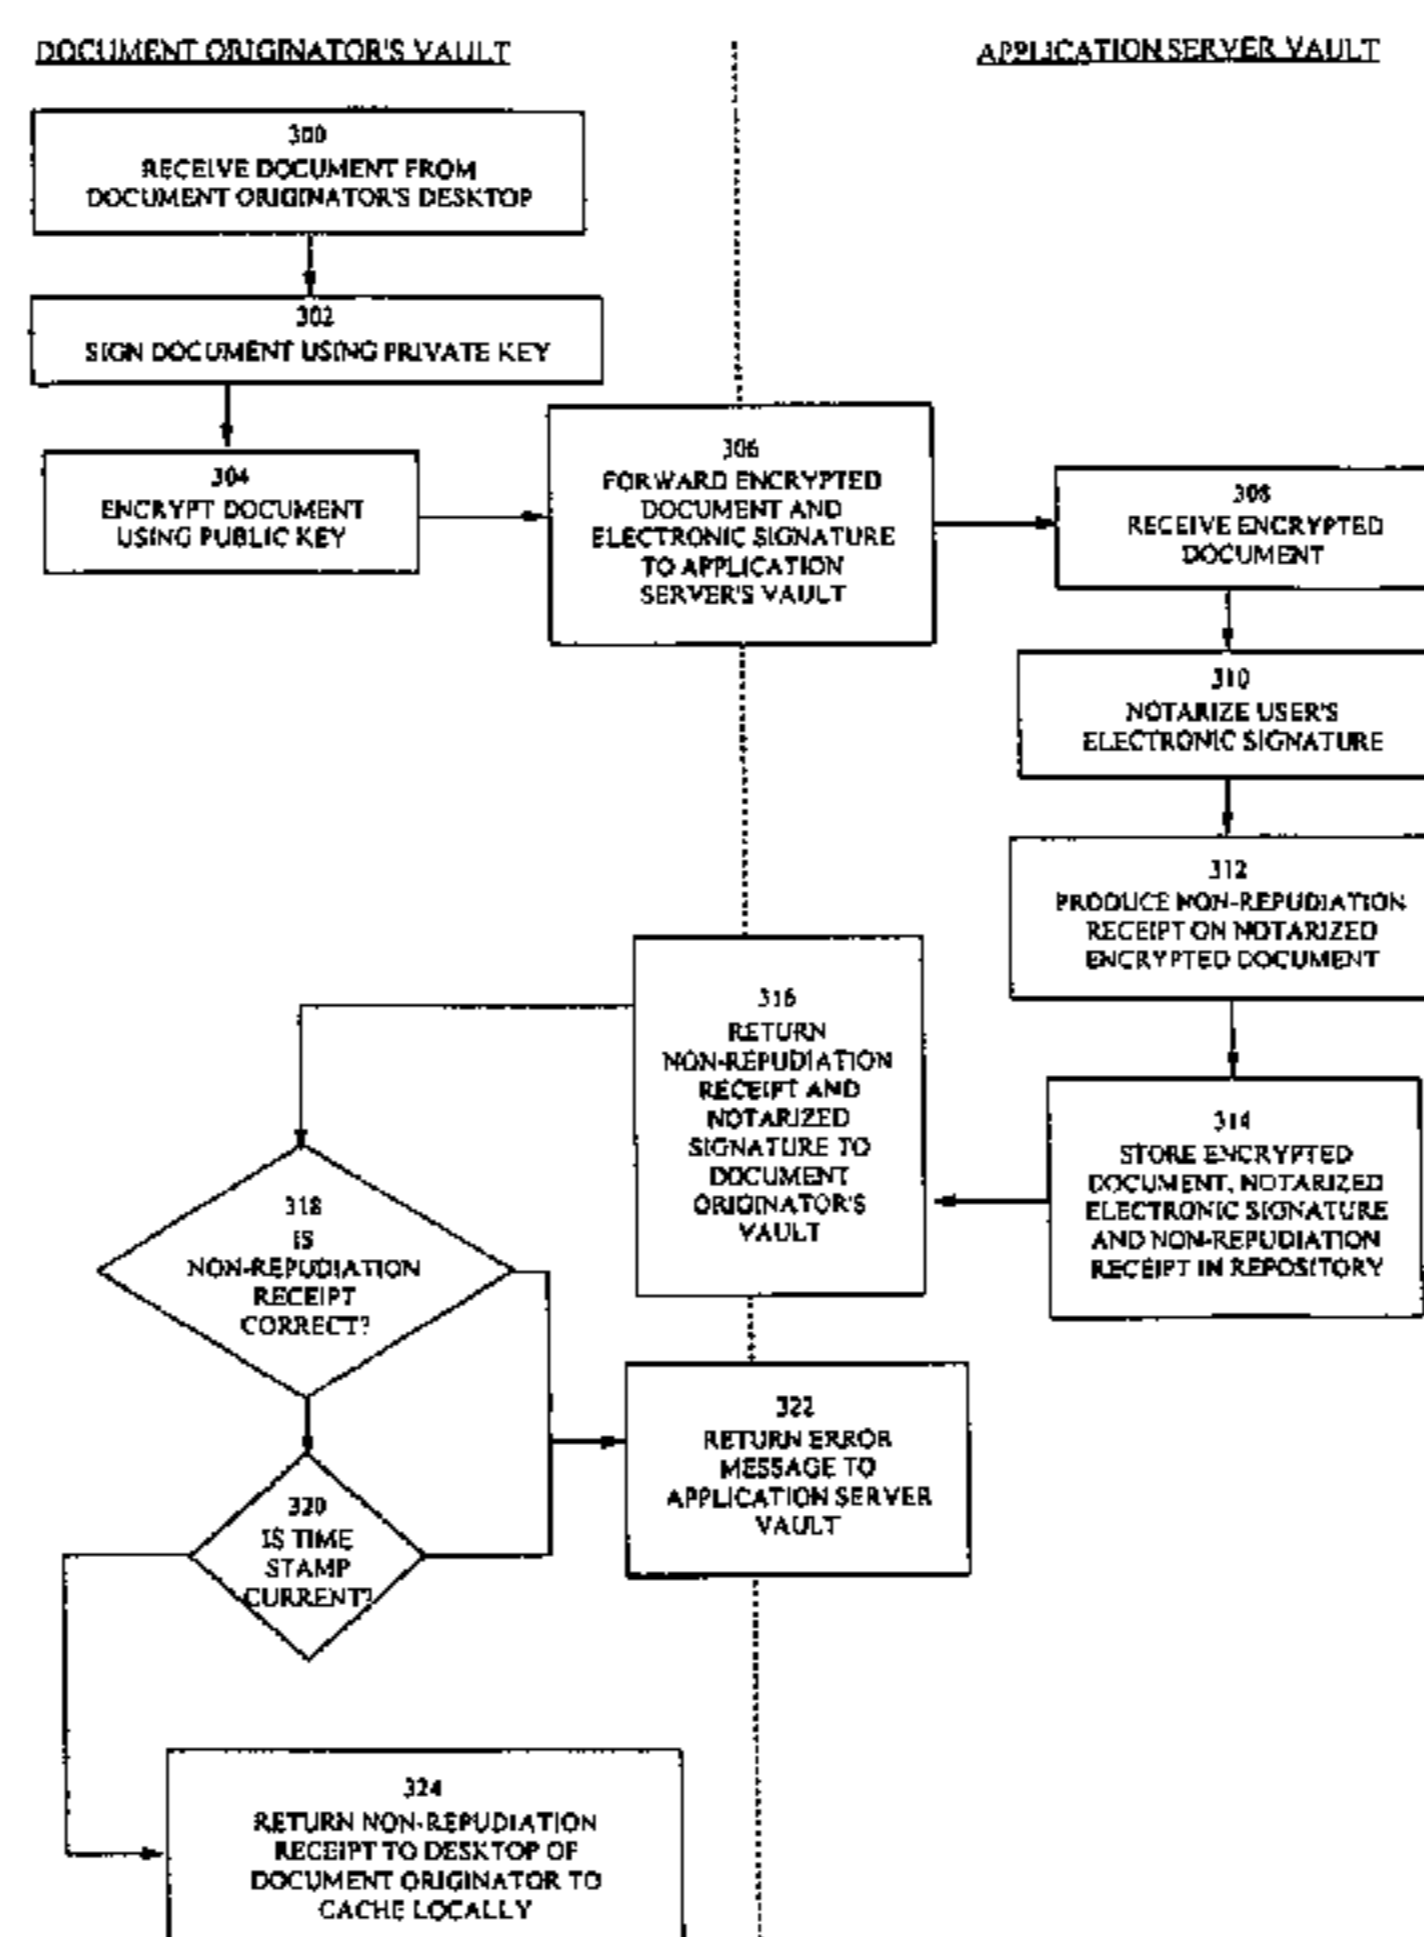 DOCUMENT ORIGINATOR'S VAULT
APPLICATION SERVER VAULT
300
RECEIVE DOCUMENT FROM
DOCUMENT ORIGINATOR'S DESKTOP
302
SIGN DOCUMENT USING PRIVATE KEY
304
ENCRYPT DOCUMENT
USING PUBLIC KEY
306
FORWARD ENCRYPTED
DOCUMENT AND
ELECTRONIC SIGNATURE
TO APPLICATION
SERVER'S VAULT
308
RECEIVE ENCRYPTED
DOCUMENT
310
NOTARIZE USER'S
ELECTRONIC SIGNATURE
312
PRODUCE NON-REPUDIATION
RECEIPT ON NOTARIZED
ENCRYPTED DOCUMENT
314
STORE ENCRYPTED
DOCUMENT, NOTARIZED
ELECTRONIC SIGNATURE
AND NON-REPUDIATION
RECEIPT IN REPOSITORY
316
RETURN
NON-REPUDIATION
RECEIPT AND
NOTARIZED
SIGNATURE TO
DOCUMENT
ORIGINATOR'S
VAULT
318
IS
NON-REPUDIATION
RECEIPT
CORRECT?
320
IS TIME
STAMP
CURRENT?
322
RETURN ERROR
MESSAGE TO
APPLICATION SERVER
VAULT
324
RETURN NON-REPUDIATION
RECEIPT TO DESKTOP OF
DOCUMENT ORIGINATOR TO
CACHE LOCALLY